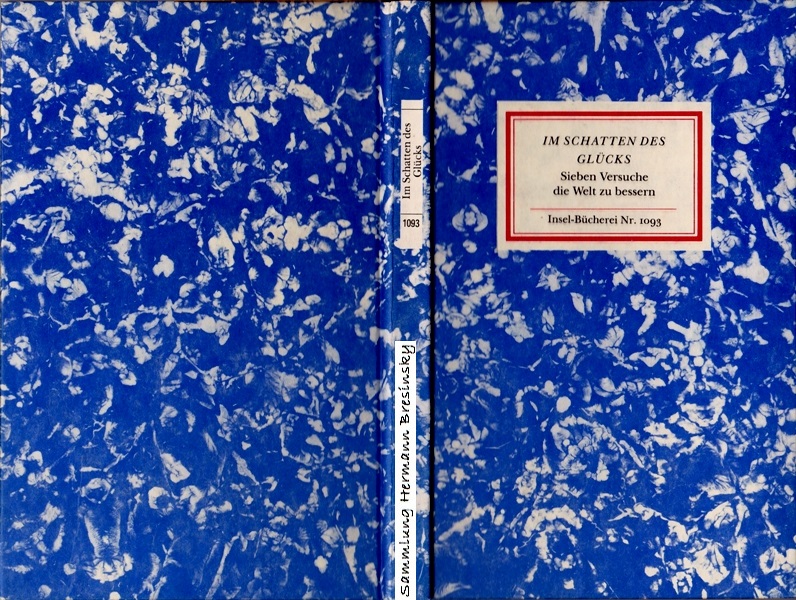 Im Schatten des
Glücks
1093
Sammlung Hermann Bresinsky
IM SCHATTEN DES
GLÜCKS
Sieben Versuche
die Welt zu bessern
Insel-Bücherei Nr. 1093